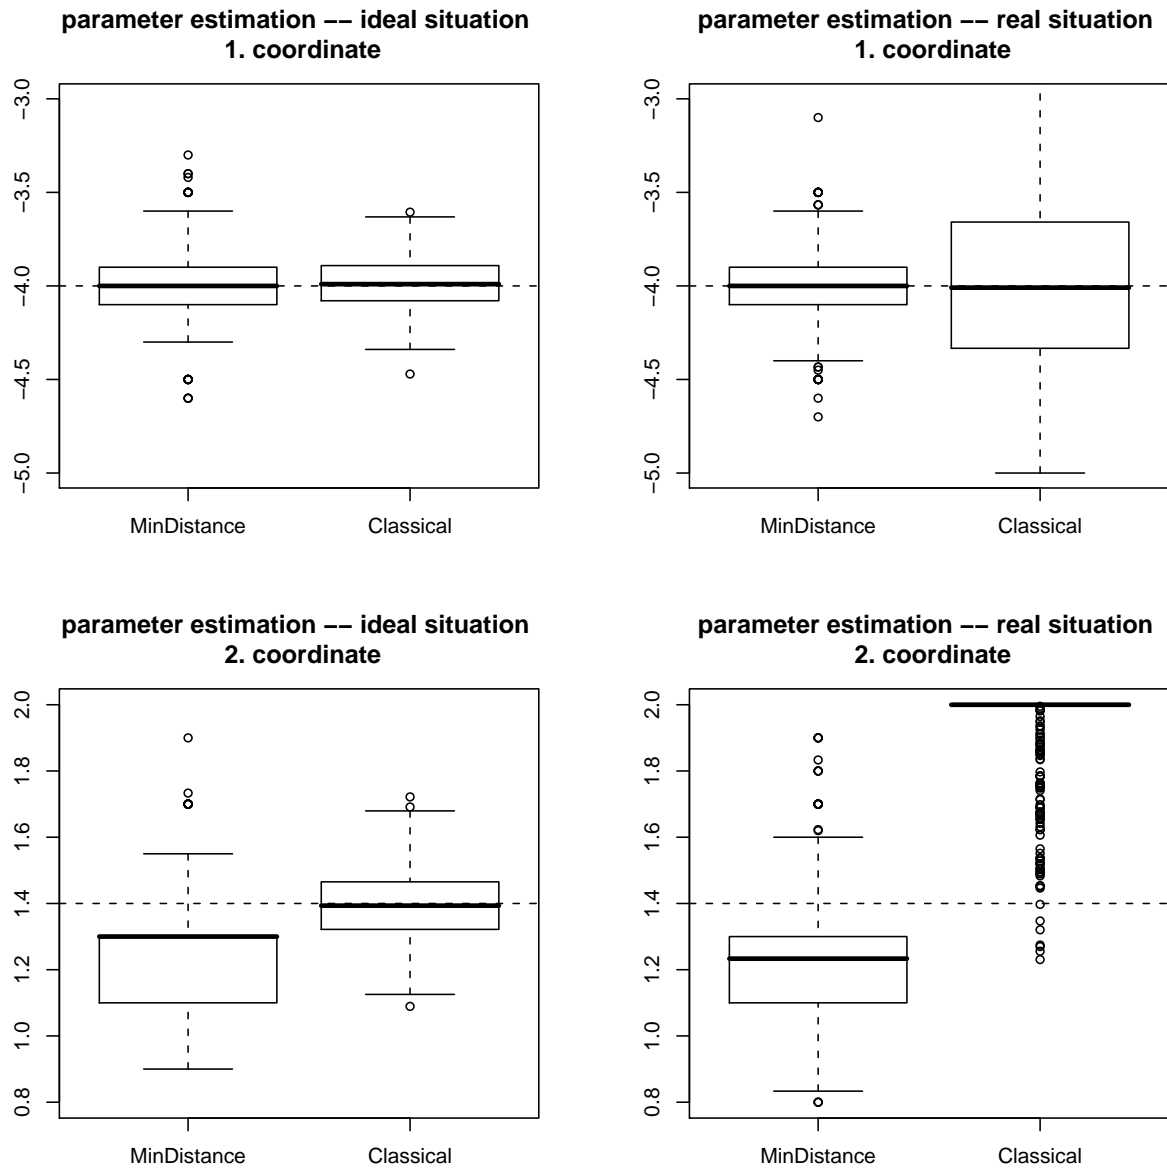 parameter estimation −− ideal situation
1. coordinate
−3.0
−3.5
−4.0
−4.5
−5.0
MinDistance Classical
parameter estimation −− real situation
1. coordinate
−3.0
−3.5
−4.0
−4.5
−5.0
MinDistance Classical
parameter estimation −− ideal situation
2. coordinate
2.0
1.8
1.6
1.4
1.2
1.0
0.8
MinDistance Classical
parameter estimation −− real situation
2. coordinate
2.0
1.8
1.6
1.4
1.2
1.0
0.8
MinDistance Classical